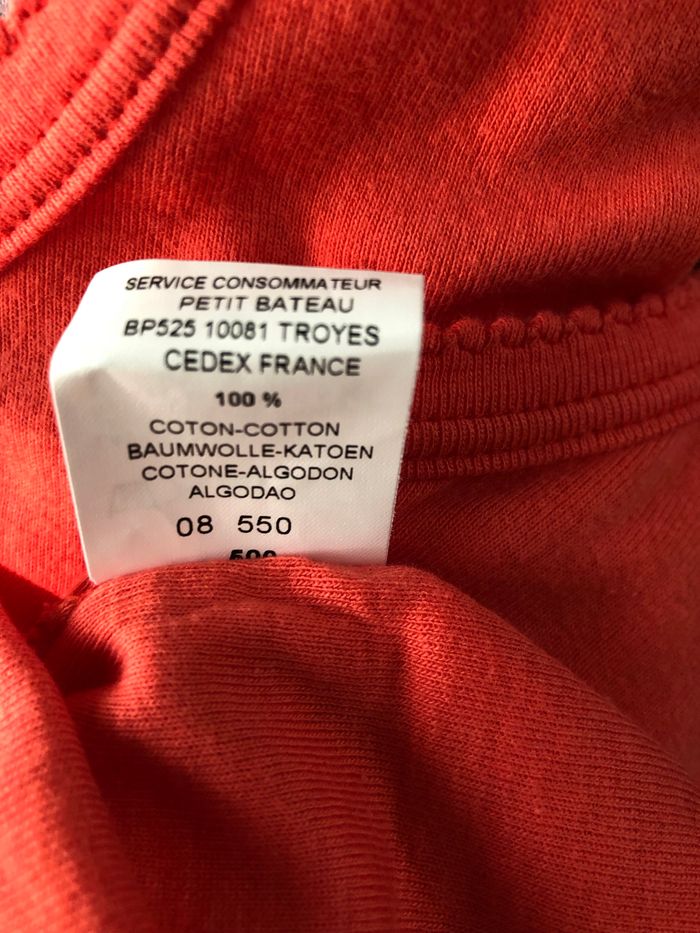 SERVICE CONSOMMATEUR
PETIT BATEAU
BP525 10081 TROYES
CEDEX FRANCE
100 %
COTON-COTTON
BAUMWOLLE-KATOEN
COTONE-ALGODON
ALGODAO
08 550